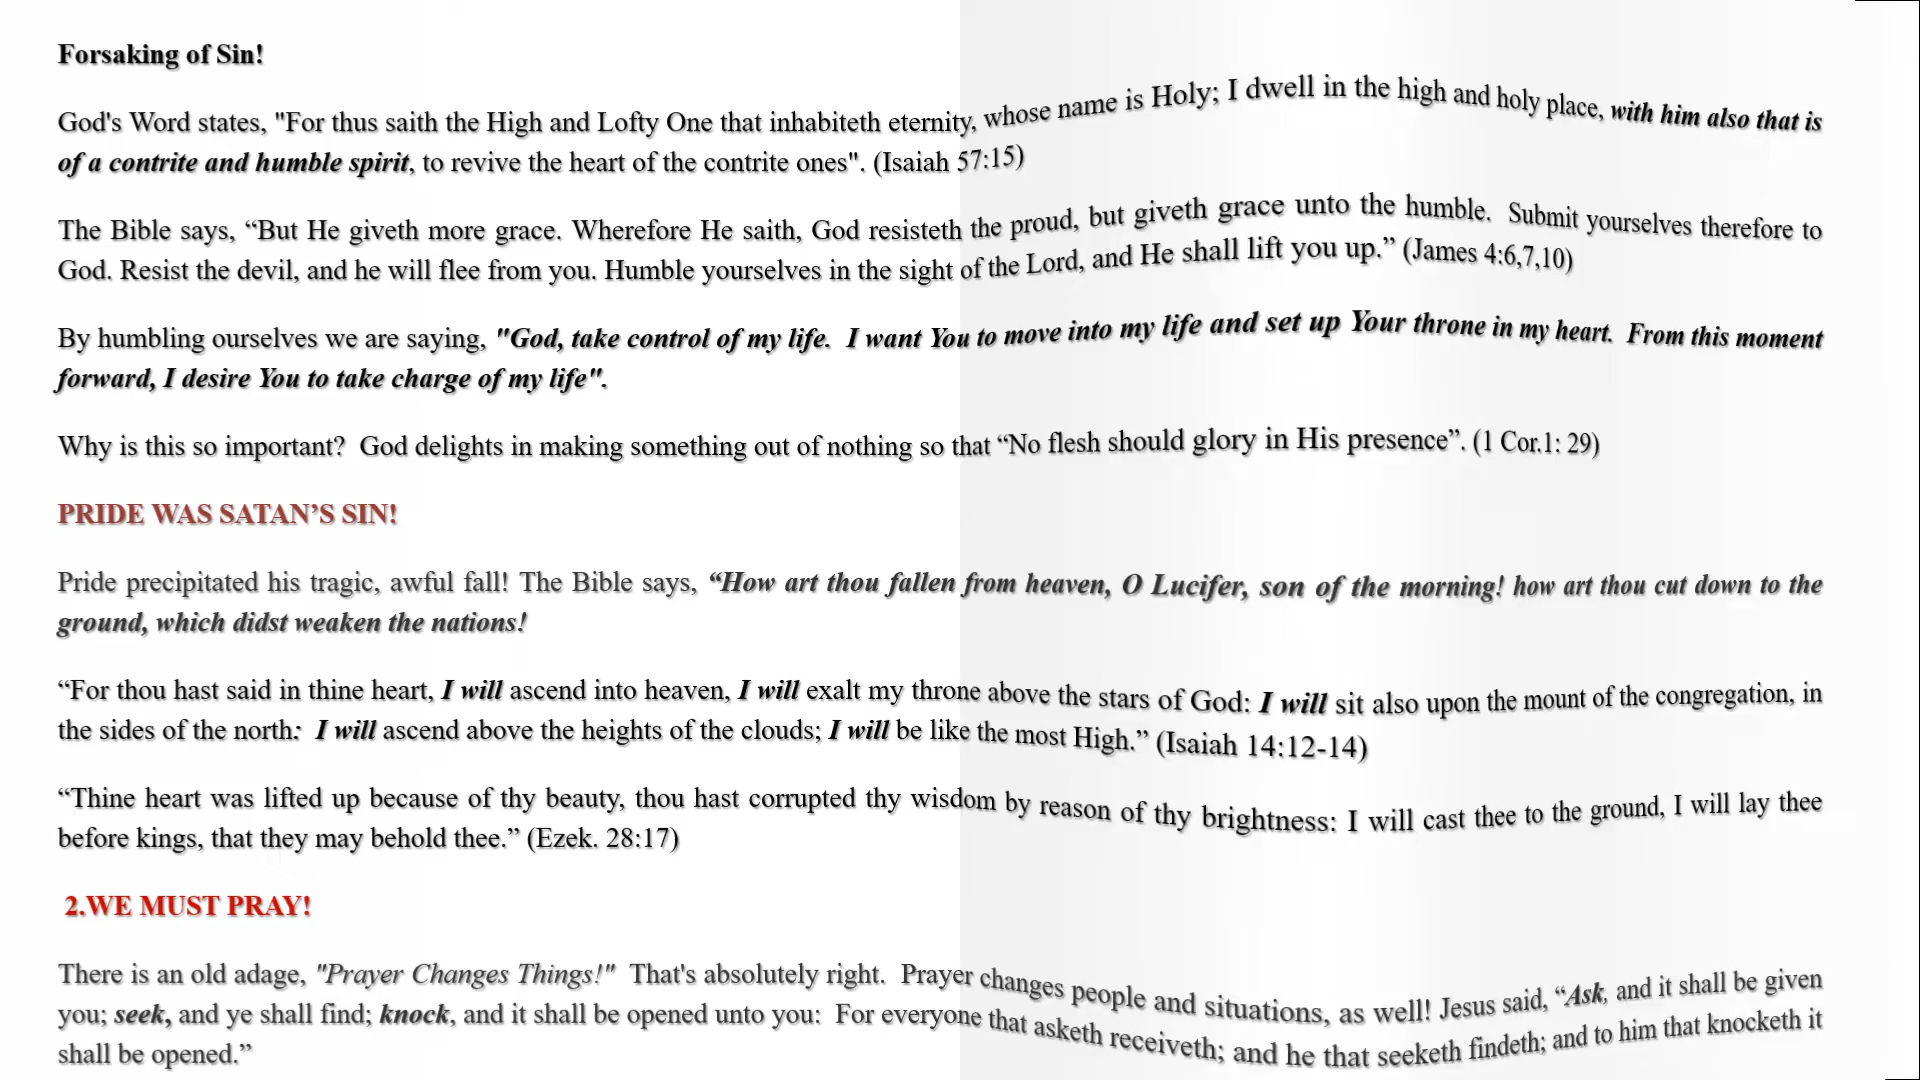 Forsaking of Sin!
God's Word states, "For thus saith the High and Lofty One that inhabiteth eternity, whose name is Holy; I dwell in the high and holy place, with him also that is
of a contrite and humble spirit, to revive the heart of the contrite ones". (Isaiah 57:15)
The Bible says, “But He giveth more grace. Wherefore He saith, God resisteth the proud, but giveth grace unto the humble.  Submit yourselves therefore to
God. Resist the devil, and he will flee from you. Humble yourselves in the sight of the Lord, and He shall lift you up.” (James 4:6,7,10)
By humbling ourselves we are saying, "God, take control of my life.  I want You to move into my life and set up Your throne in my heart.  From this moment
forward, I desire You to take charge of my life".
Why is this so important?  God delights in making something out of nothing so that “No flesh should glory in His presence”. (1 Cor.1: 29)
PRIDE WAS SATAN’S SIN!
Pride precipitated his tragic, awful fall! The Bible says, “How art thou fallen from heaven, O Lucifer, son of the morning! how art thou cut down to the
ground, which didst weaken the nations!
“For thou hast said in thine heart, I will ascend into heaven, I will exalt my throne above the stars of God: I will sit also upon the mount of the congregation, in
the sides of the north:  I will ascend above the heights of the clouds; I will be like the most High.” (Isaiah 14:12-14)
“Thine heart was lifted up because of thy beauty, thou hast corrupted thy wisdom by reason of thy brightness: I will cast thee to the ground, I will lay thee
before kings, that they may behold thee.” (Ezek. 28:17)
2.WE MUST PRAY!
There is an old adage, "Prayer Changes Things!"  That's absolutely right.  Prayer changes people and situations, as well! Jesus said, “Ask, and it shall be given
you; seek, and ye shall find; knock, and it shall be opened unto you:  For everyone that asketh receiveth; and he that seeketh findeth; and to him that knocketh it
shall be opened.”